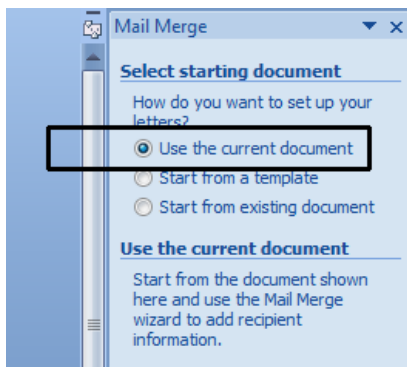 Mail Merge
Select starting document
How do you want to set up your
letters?
Use the current document
Start from a template
Start from existing document
Use the current document
Start from the document shown
here and use the Mail Merge
wizard to add recipient
information.